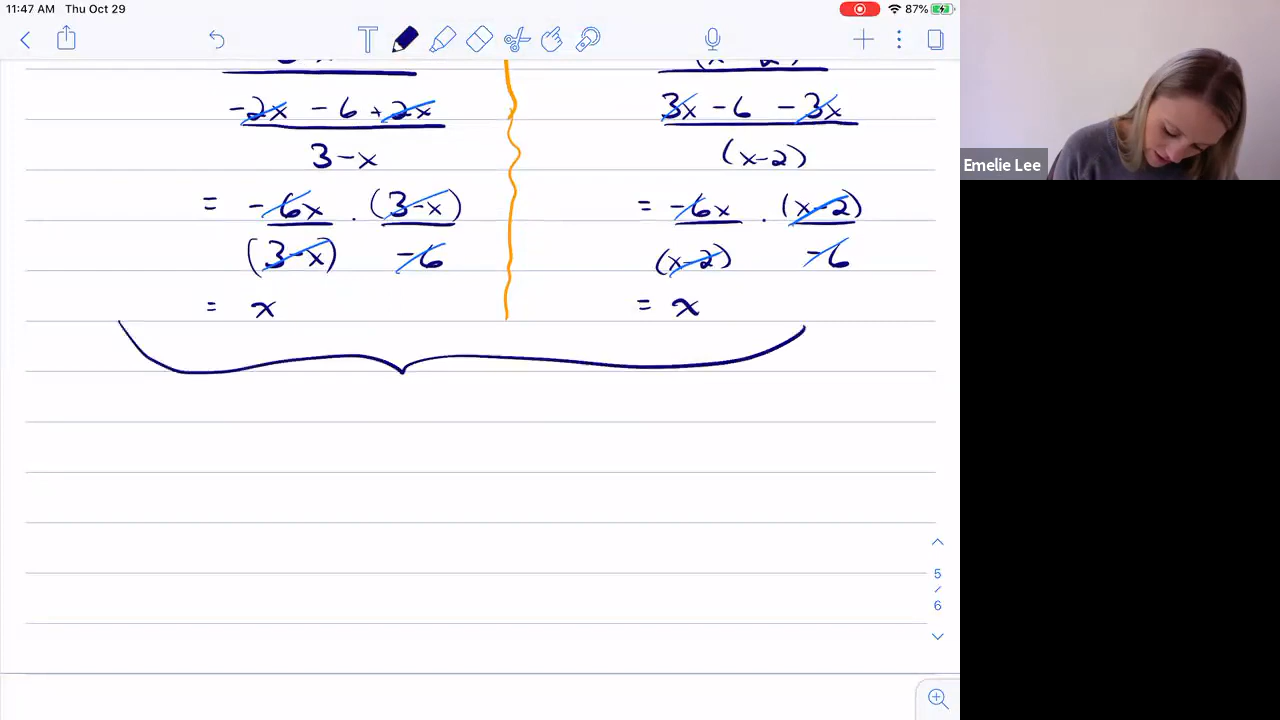 11:47 AM Thu Oct 29
87%
T
-2x - 6 + 2x
3-x
= -6x . (3-x)
(3-x) -6
= x
3x - 6 - 3x
(x-2)
= -6x . (x-2)
(x-2) -6
= x
5
/
6
Emelie Lee